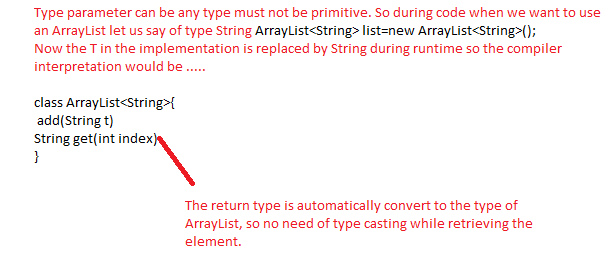 Type parameter can be any type must not be primitive. So during code when we want to use
an ArrayList let us say of type String ArrayList<String> list=new ArrayList<String>();
Now the T in the implementation is replaced by String during runtime so the compiler
interpretation would be .....
class ArrayList<String>{
add(String t)
String get(int index)
}
The return type is automatically convert to the type of
ArrayList, so no need of type casting while retrieving the
element.